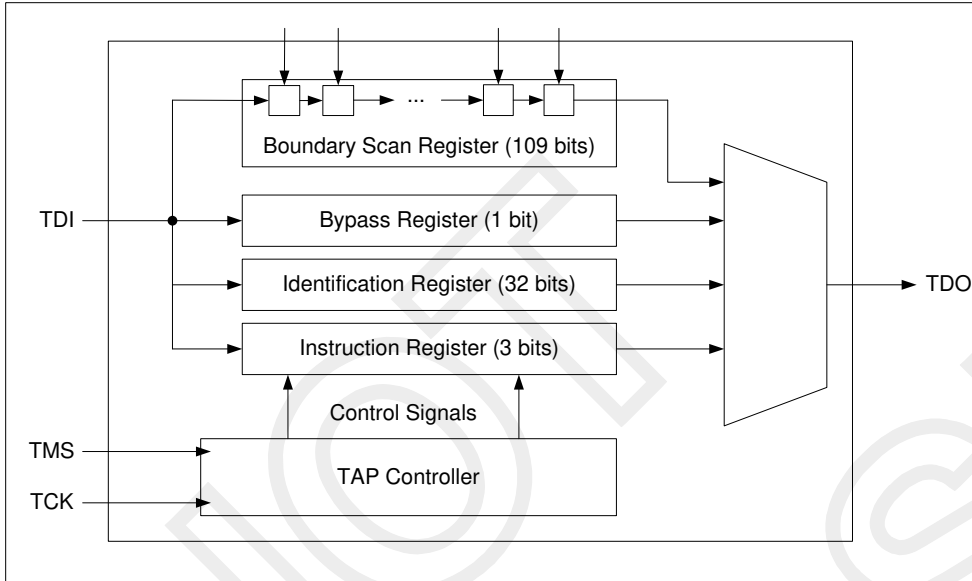 ...
Boundary Scan Register (109 bits)
TDI
Bypass Register (1 bit)
Identification Register (32 bits)
TDO
Instruction Register (3 bits)
Control Signals
TMS
TAP Controller
TCK